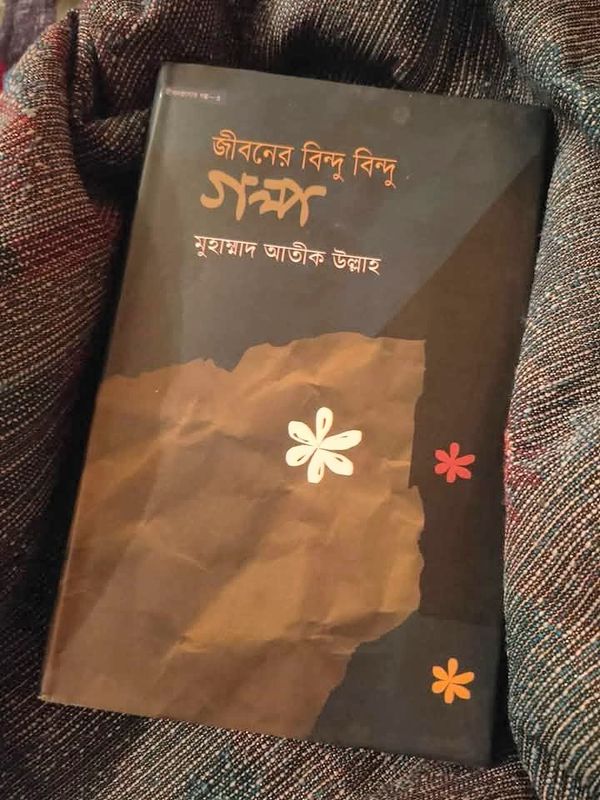 জীবনের বিন্দু বিন্দু
গল্প
মুহাম্মাদ আতীক উল্লাহ